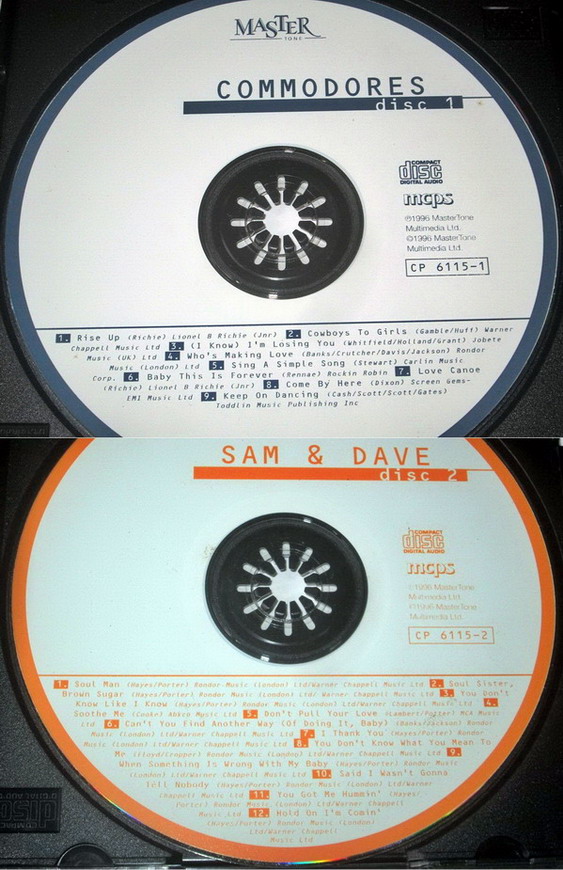 MASTER
TONE
COMMODORES
disc 1
COMPACT
disc
DIGITAL AUDIO
mcps
℗1996 MasterTone
Multimedia Ltd.
©1996 MasterTone
Multimedia Ltd.
CP 6115-1
1. Rise Up (Richie) Lionel B Richie (Jnr) 2. Cowboys To Girls (Gamble/Huff) Warner
Chappell Music Ltd 3. (I Know) I'm Losing You (Whitfield/Holland/Grant) Jobete
Music (UK) Ltd 4. Who's Making Love (Banks/Crutcher/Davis/Jackson) Rondor
Music (London) Ltd 5. Sing A Simple Song (Stewart) Carlin Music
Corp. 6. Baby This Is Forever (Rennae) Rockin Robin 7. Love Canoe
(Richie) Lionel B Richie (Jnr) 8. Come By Here (Dixon) Screen Gems-
EMI Music Ltd 9. Keep On Dancing (Cash/Scott/Scott/Gates)
Toddlin Music Publishing Inc
SAM & DAVE
disc 2
COMPACT
disc
DIGITAL AUDIO
mcps
℗1996 MasterTone
Multimedia Ltd.
©1996 MasterTone
Multimedia Ltd.
CP 6115-2
1. Soul Man (Hayes/Porter) Rondor Music (London) Ltd/Warner Chappell Music Ltd 2. Soul Sister,
Brown Sugar (Hayes/Porter) Rondor Music (London) Ltd/Warner Chappell Music Ltd 3. You Don't
Know Like I Know (Hayes/Porter) Rondor Music (London) Ltd/Warner Chappell Music Ltd 4.
Soothe Me (Cooke) Abkco Music Ltd 5. Don't Pull Your Love (Lambert/Potter) MCA Music
Ltd 6. Can't You Find Another Way (Of Doing It, Baby) (Banks/Jackson) Rondor
Music (London) Ltd/Warner Chappell Music Ltd 7. I Thank You (Hayes/Porter) Rondor
Music (London) Ltd/Warner Chappell Music Ltd 8. You Don't Know What You Mean To
Me (Floyd/Cropper) Rondor Music (London) Ltd/Warner Chappell Music Ltd 9.
When Something Is Wrong With My Baby (Hayes/Porter) Rondor Music
(London) Ltd/Warner Chappell Music Ltd 10. Said I Wasn't Gonna
Tell Nobody (Hayes/Porter) Rondor Music (London) Ltd/Warner
Chappell Music Ltd 11. You Got Me Hummin' (Hayes/
Porter) Rondor Music (London) Ltd/Warner Chappell
Music Ltd 12. Hold On I'm Comin'
(Hayes/Porter) Rondor Music (London)
Ltd/Warner Chappell
Music Ltd